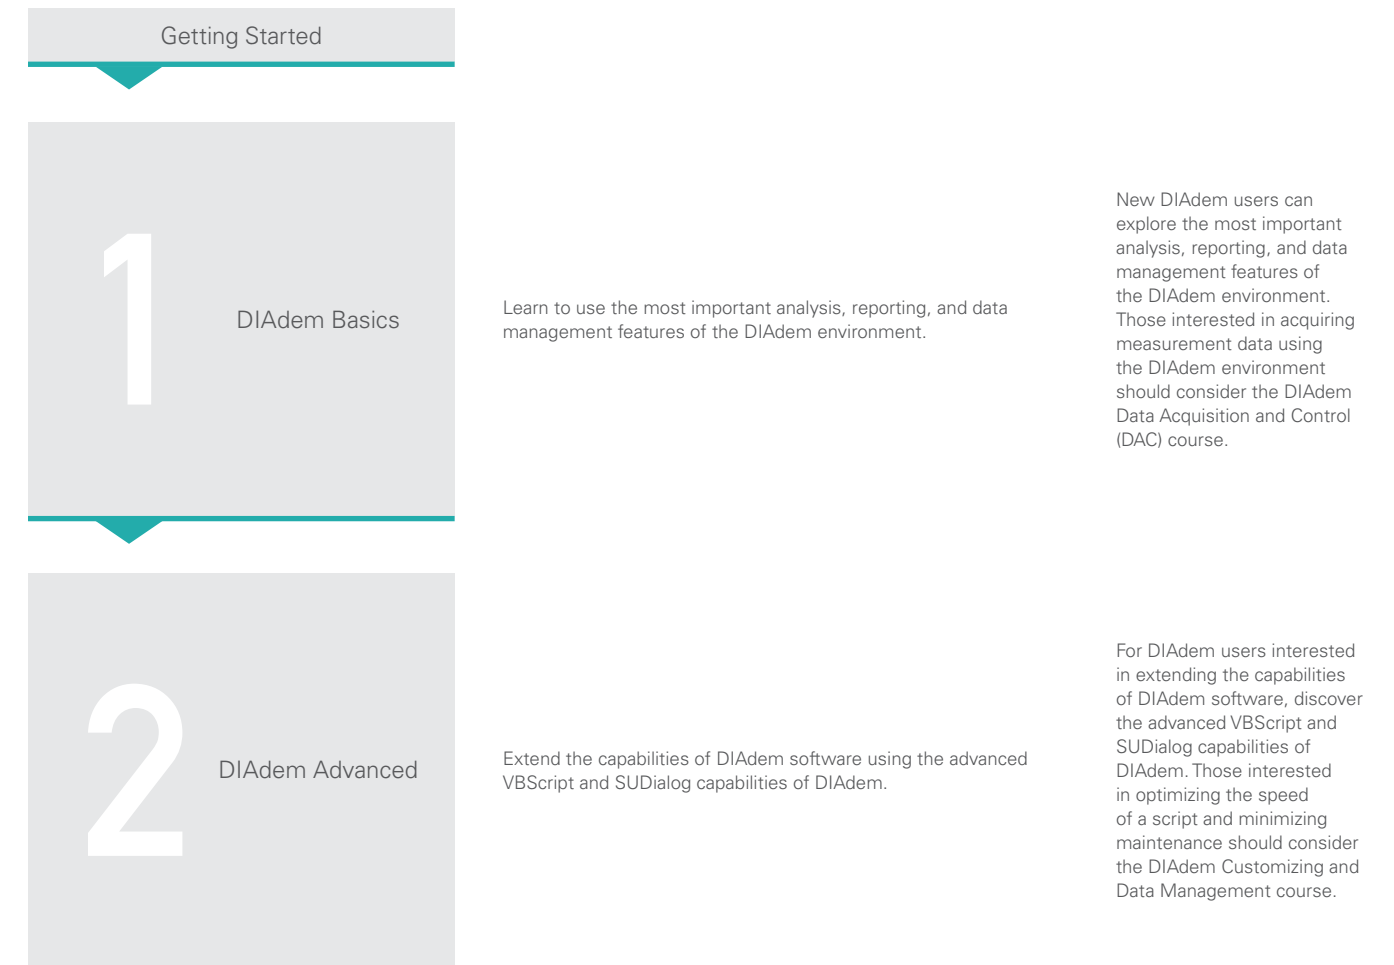 Getting Started
1
DIAdem Basics
Learn to use the most important analysis, reporting, and data
management features of the DIAdem environment.
New DIAdem users can
explore the most important
analysis, reporting, and data
management features of
the DIAdem environment.
Those interested in acquiring
measurement data using
the DIAdem environment
should consider the DIAdem
Data Acquisition and Control
(DAC) course.
2
DIAdem Advanced
Extend the capabilities of DIAdem software using the advanced
VBScript and SUDialog capabilities of DIAdem.
For DIAdem users interested
in extending the capabilities
of DIAdem software, discover
the advanced VBScript and
SUDialog capabilities of
DIAdem. Those interested
in optimizing the speed
of a script and minimizing
maintenance should consider
the DIAdem Customizing and
Data Management course.